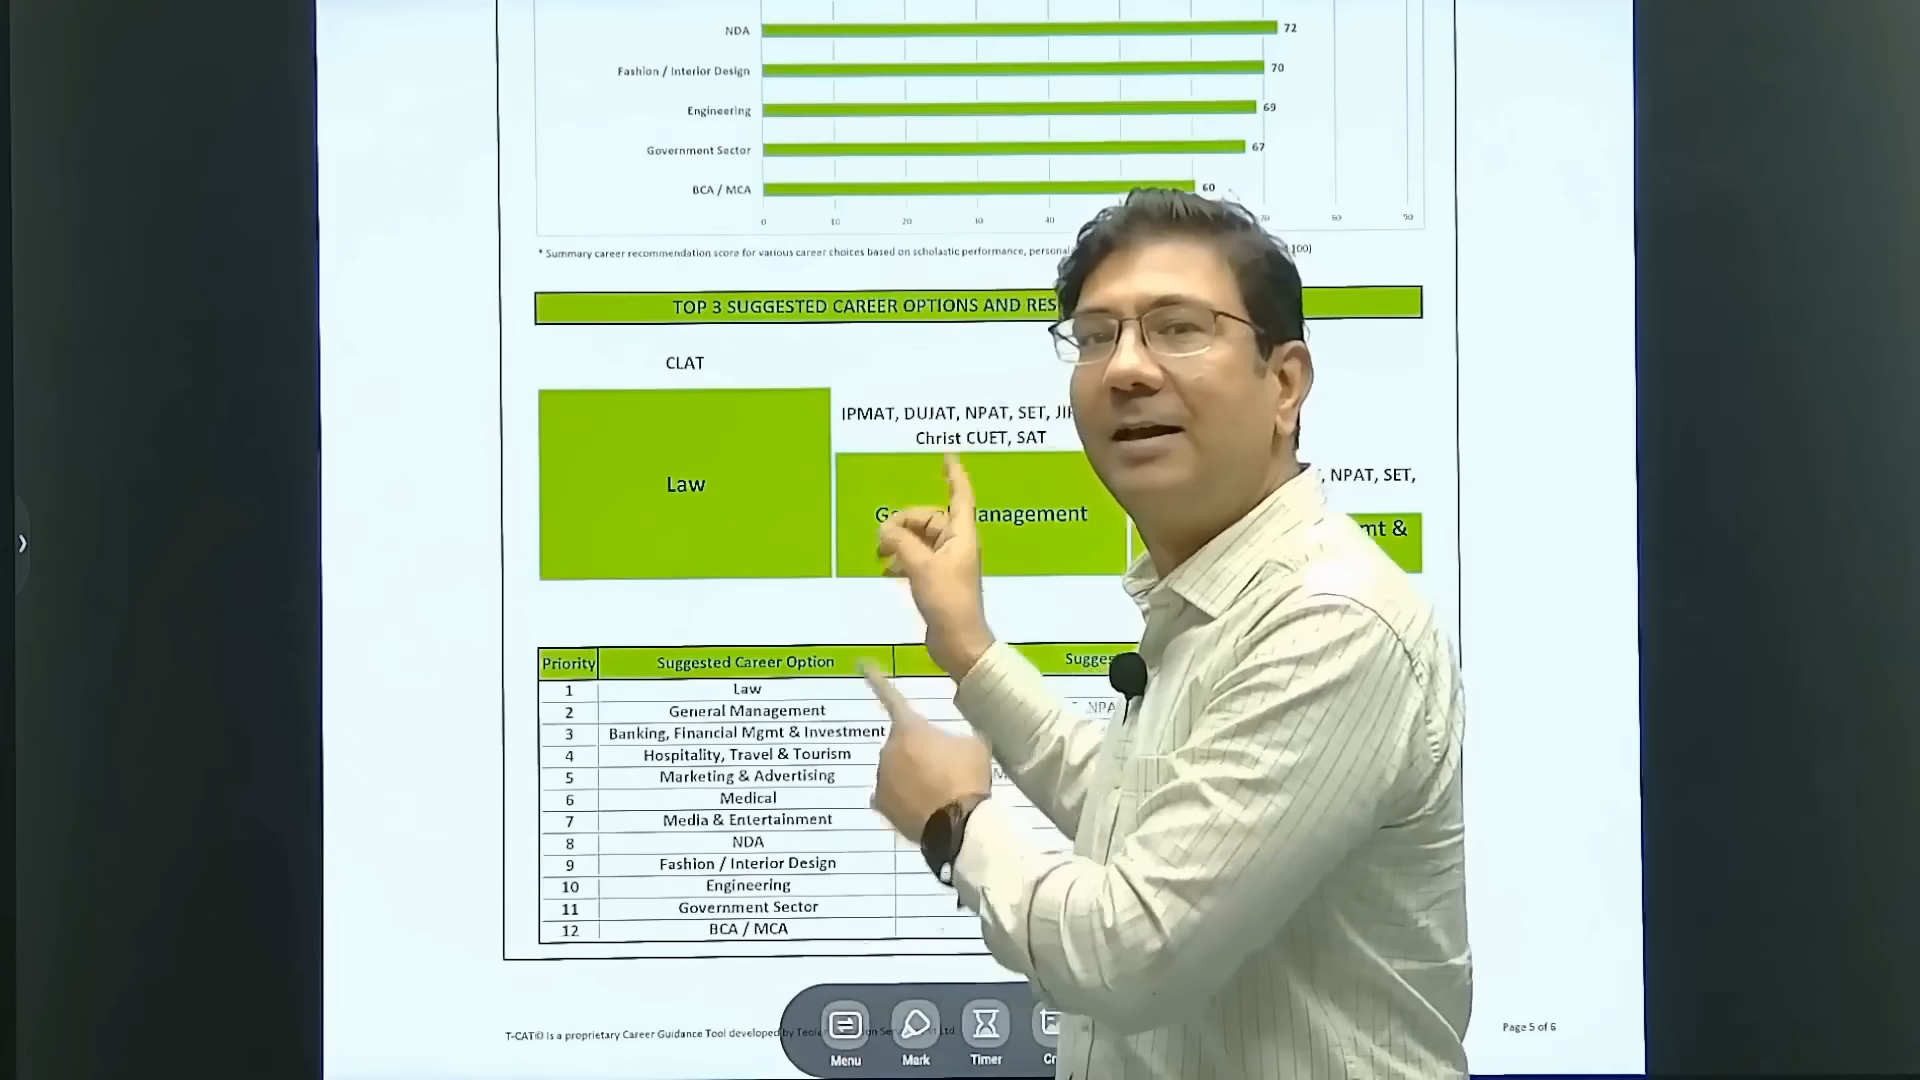 NDA 72
Fashion / Interior Design 70
Engineering 69
Government Sector 67
BCA / MCA 60
0 10 20 30 40 70 80 90
* Summary career recommendation score for various career choices based on scholastic performance, 100)
TOP 3 SUGGESTED CAREER OPTIONS AND
CLAT
IPMAT, DUJAT, NPAT, SET,
Christ CUET, SAT
, NPAT, SET,
Law
Management
&
Priority Suggested Career Option
1 Law
2 General Management
3 Banking, Financial Mgmt & Investment
4 Hospitality, Travel & Tourism
5 Marketing & Advertising
6 Medical
7 Media & Entertainment
8 NDA
9 Fashion / Interior Design
10 Engineering
11 Government Sector
12 BCA / MCA
T-CAT© is a proprietary Career Guidance Tool developed by Ltd
Page 5 of 6
Menu Mark Timer